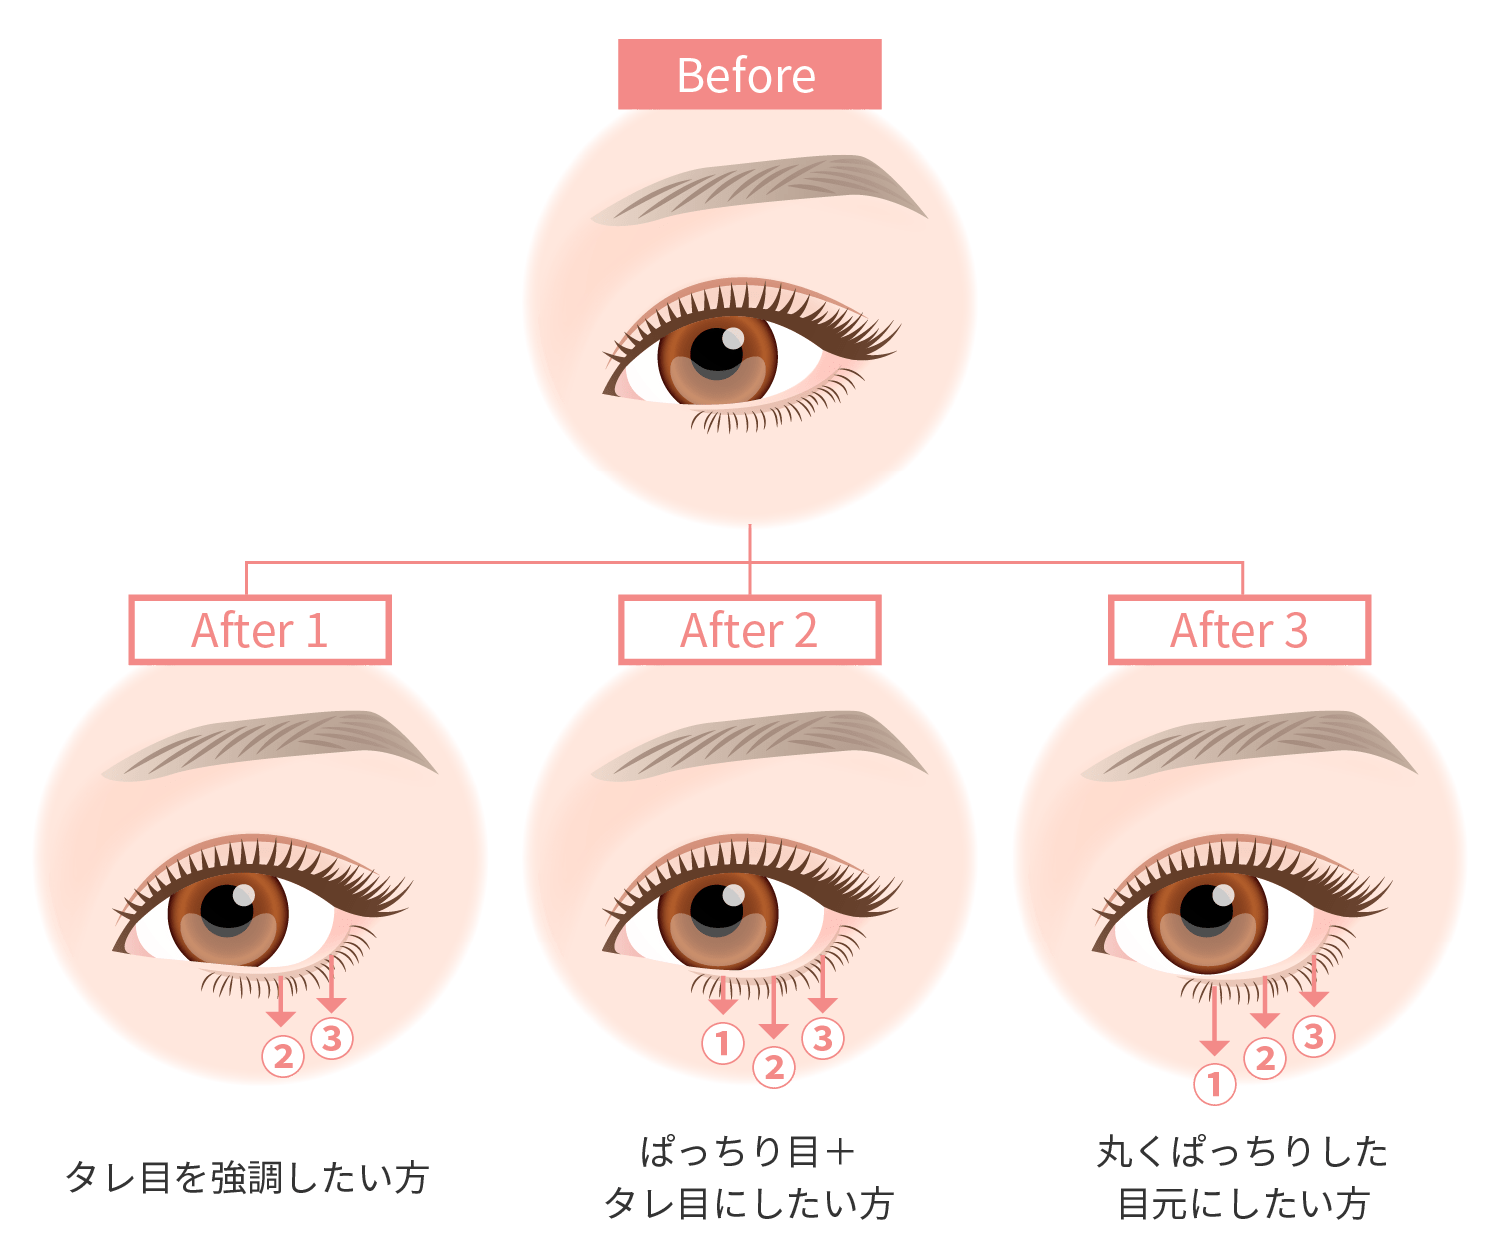 Before
After 1
After 2
After 3
② ③
① ② ③
① ② ③
タレ目を強調したい方
ぱっちり目＋
タレ目にしたい方
丸くぱっちりした
目元にしたい方